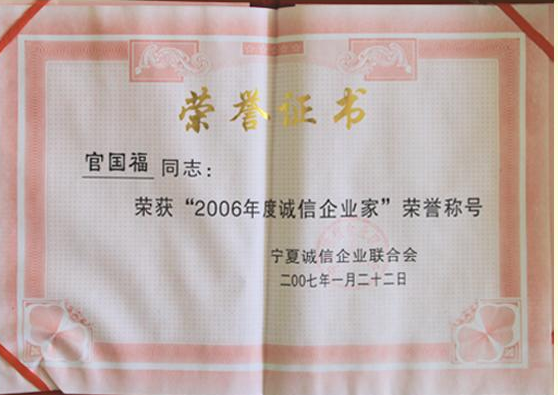 荣誉证书
官国福 同志：
荣获“2006年度诚信企业家”荣誉称号
宁夏诚信企业联合会
二00七年一月二十二日